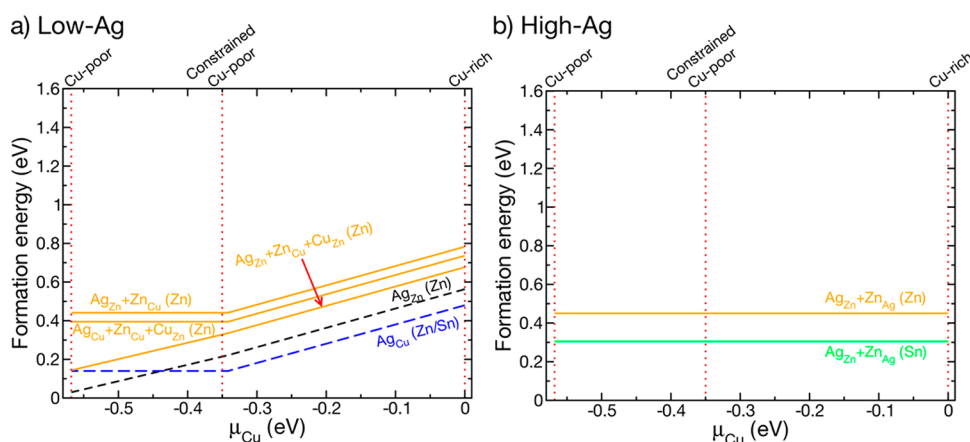 a) Low-Ag
Cu-poor
Constrained
Cu-poor
Cu-rich
1.6
1.4
1.2
1
0.8
0.6
0.4
0.2
0
Formation energy (eV)
Ag_Zn+Zn_Cu+Cu_Zn (Zn)
Ag_Zn+Zn_Cu (Zn)
Ag_Zn (Zn)
Ag_Cu+Zn_Cu+Cu_Zn (Zn)
Ag_Cu (Zn/Sn)
-0.5
-0.4
-0.3
-0.2
-0.1
0
μ_Cu (eV)
b) High-Ag
Cu-poor
Constrained
Cu-poor
Cu-rich
1.6
1.4
1.2
1
0.8
0.6
0.4
0.2
0
Formation energy (eV)
Ag_Zn+Zn_Ag (Zn)
Ag_Zn+Zn_Ag (Sn)
-0.5
-0.4
-0.3
-0.2
-0.1
0
μ_Cu (eV)